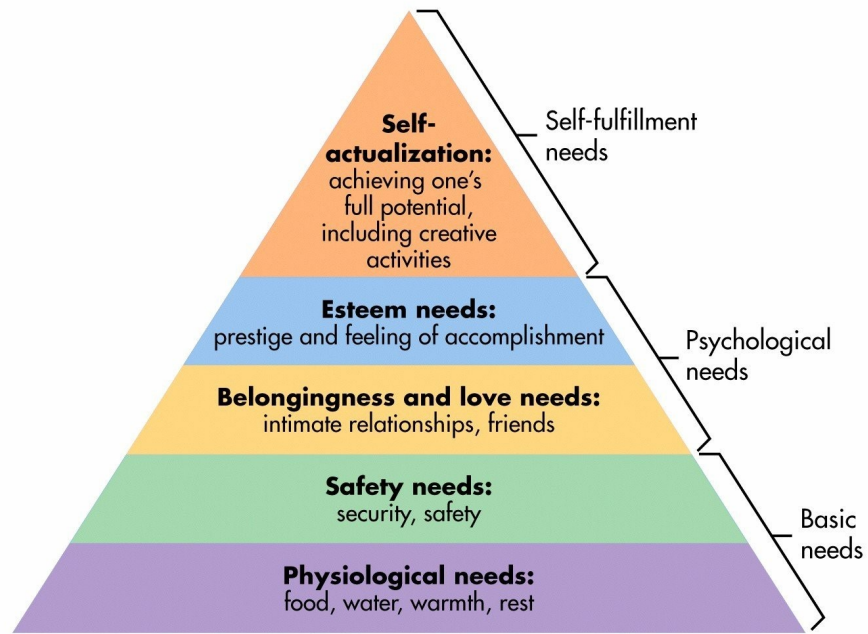 Self-
actualization:
achieving one's
full potential,
including creative
activities
Self-fulfillment
needs
Esteem needs:
prestige and feeling of accomplishment
Belongingness and love needs:
intimate relationships, friends
Psychological
needs
Safety needs:
security, safety
Physiological needs:
food, water, warmth, rest
Basic
needs